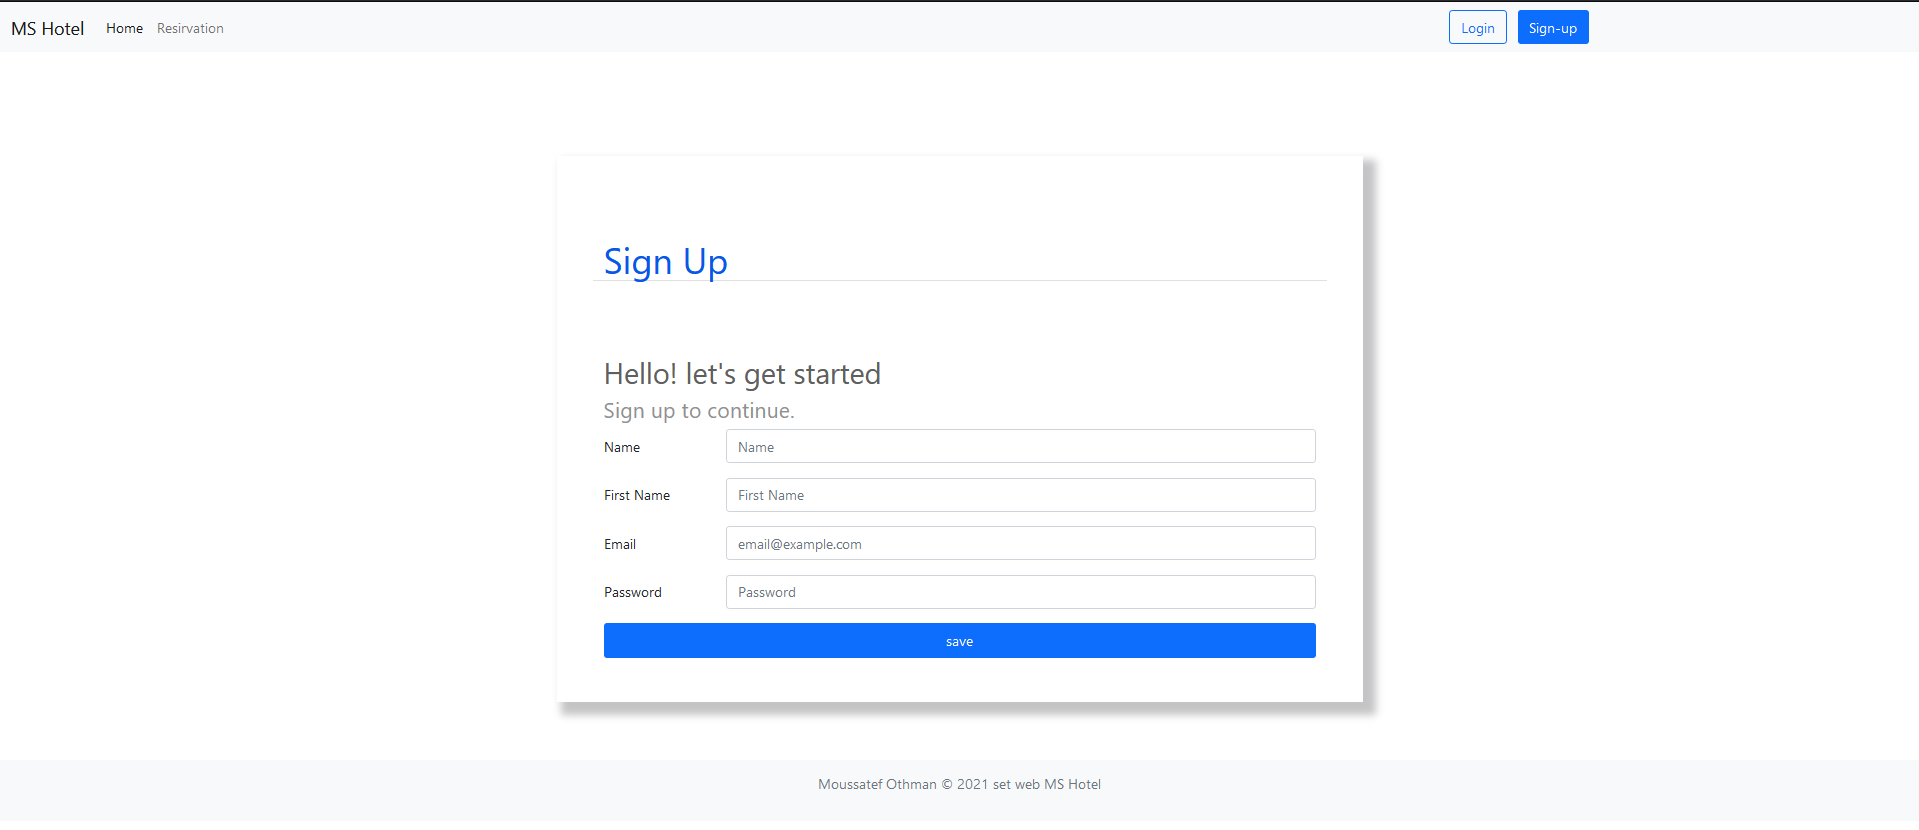 MS Hotel Home Resirvation Login Sign-up
Sign Up
Hello! let's get started
Sign up to continue.
Name Name
First Name First Name
Email email@example.com
Password Password
save
Moussatef Othman © 2021 set web MS Hotel